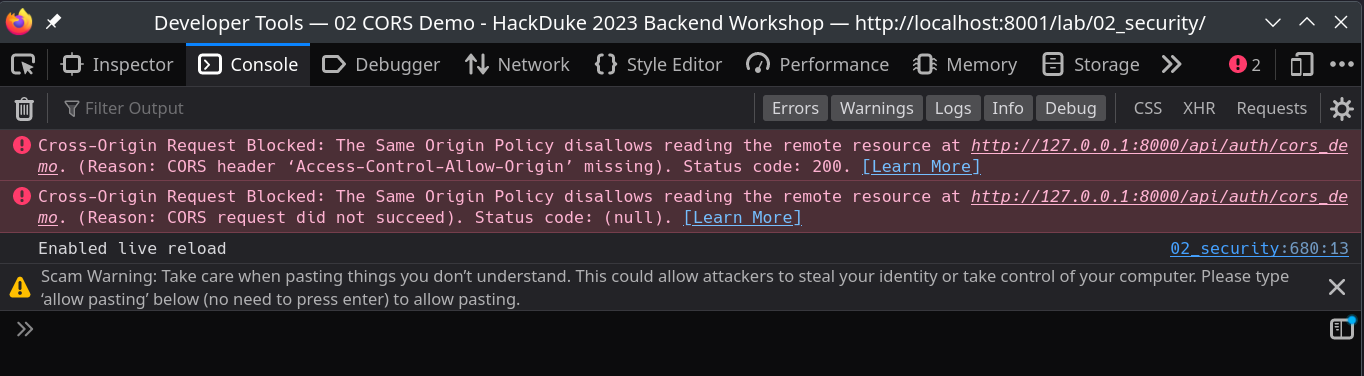 Developer Tools — 02 CORS Demo - HackDuke 2023 Backend Workshop — http://localhost:8001/lab/02_security/
Inspector Console Debugger Network Style Editor Performance Memory Storage 2
Filter Output Errors Warnings Logs Info Debug CSS XHR Requests
Cross-Origin Request Blocked: The Same Origin Policy disallows reading the remote resource at http://127.0.0.1:8000/api/auth/cors_de
mo. (Reason: CORS header ‘Access-Control-Allow-Origin’ missing). Status code: 200. [Learn More]
Cross-Origin Request Blocked: The Same Origin Policy disallows reading the remote resource at http://127.0.0.1:8000/api/auth/cors_de
mo. (Reason: CORS request did not succeed). Status code: (null). [Learn More]
Enabled live reload 02_security:680:13
Scam Warning: Take care when pasting things you don’t understand. This could allow attackers to steal your identity or take control of your computer. Please type
‘allow pasting’ below (no need to press enter) to allow pasting.